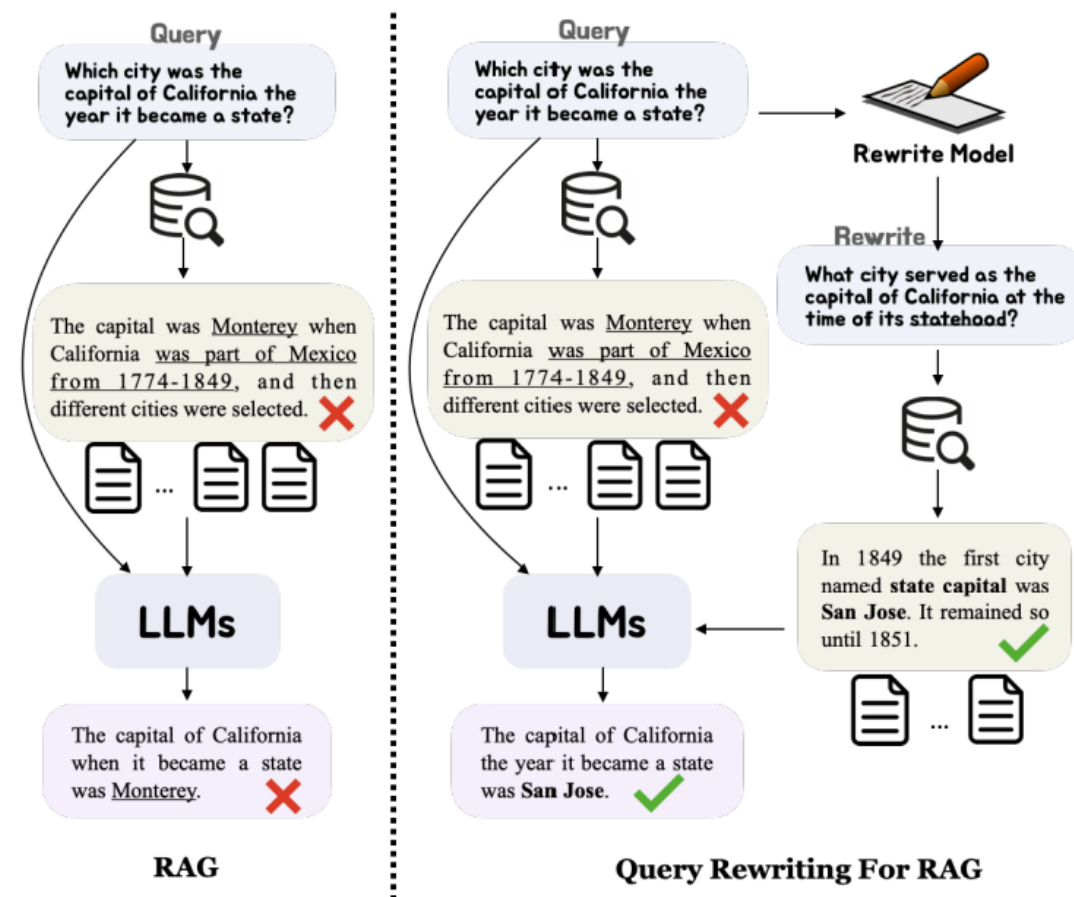 Query
Which city was the
capital of California the
year it became a state?
The capital was Monterey when
California was part of Mexico
from 1774-1849, and then
different cities were selected.
...
LLMs
The capital of California
when it became a state
was Monterey.
RAG
Query
Which city was the
capital of California the
year it became a state?
Rewrite Model
Rewrite
What city served as the
capital of California at the
time of its statehood?
The capital was Monterey when
California was part of Mexico
from 1774-1849, and then
different cities were selected.
...
In 1849 the first city
named state capital was
San Jose. It remained so
until 1851.
...
LLMs
The capital of California
the year it became a state
was San Jose.
Query Rewriting For RAG